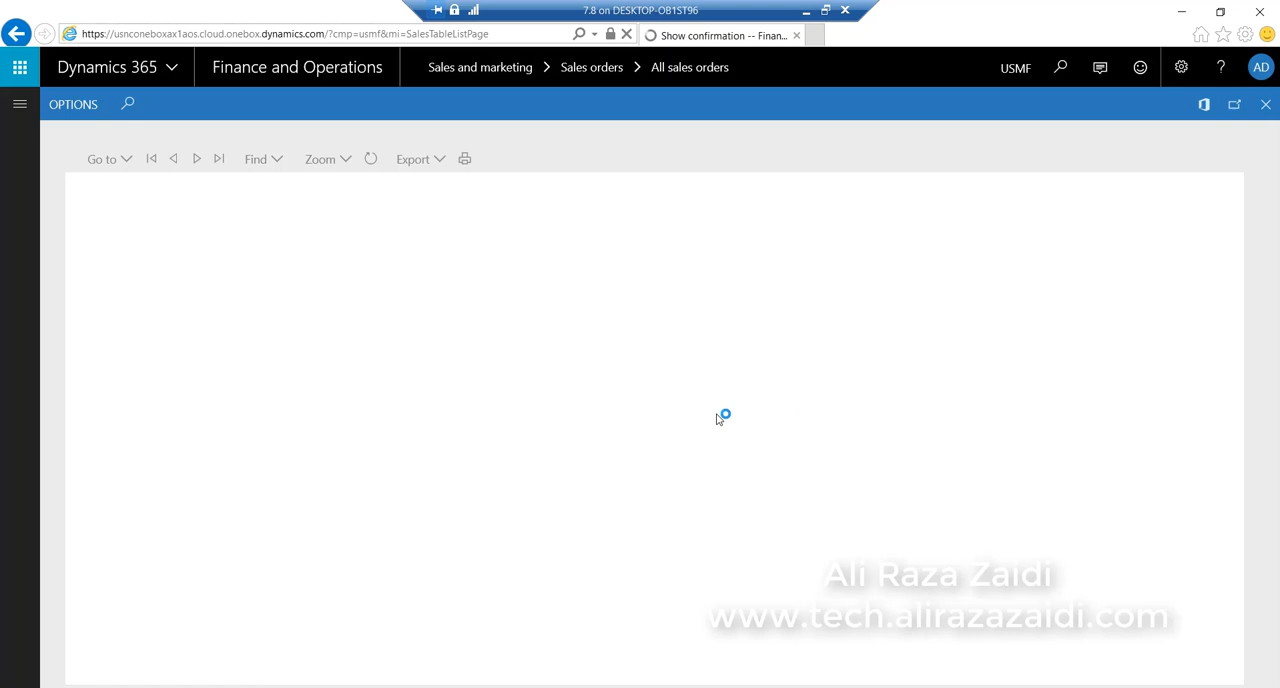 7.8 on DESKTOP-OB1ST96
https://usnconeboxax1aos.cloud.onebox.dynamics.com/?cmp=usmf&mi=SalesTableListPage
Show confirmation -- Finan...
Dynamics 365
Finance and Operations
Sales and marketing > Sales orders > All sales orders
USMF
?
AD
OPTIONS
Go to
Find
Zoom
Export
Ali Raza Zaidi
www.tech.alirazazaidi.com